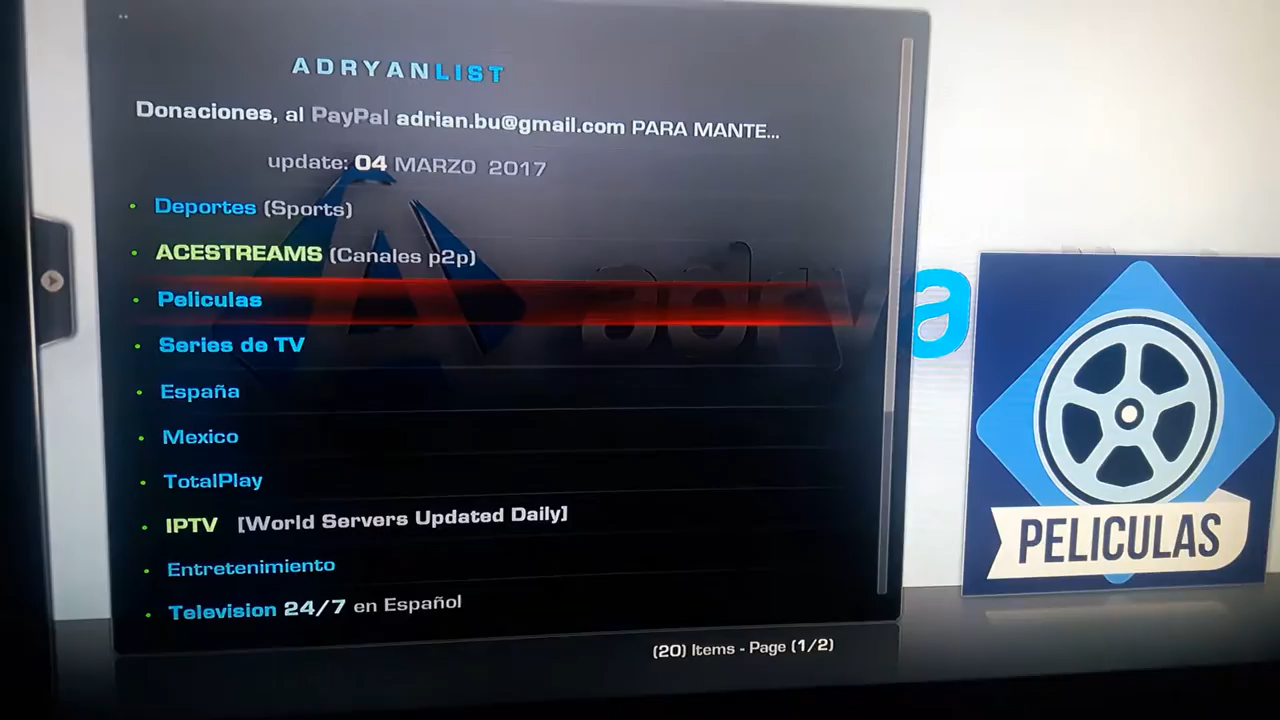 ..
ADRYANLIST
Donaciones, al PayPal adrian.bu@gmail.com PARA MANTE...
update: 04 MARZO 2017
Deportes (Sports)
ACESTREAMS (Canales p2p)
Peliculas
Series de TV
España
Mexico
TotalPlay
IPTV [World Servers Updated Daily]
Entretenimiento
Television 24/7 en Español
(20) Items - Page (1/2)
adrya
PELICULAS